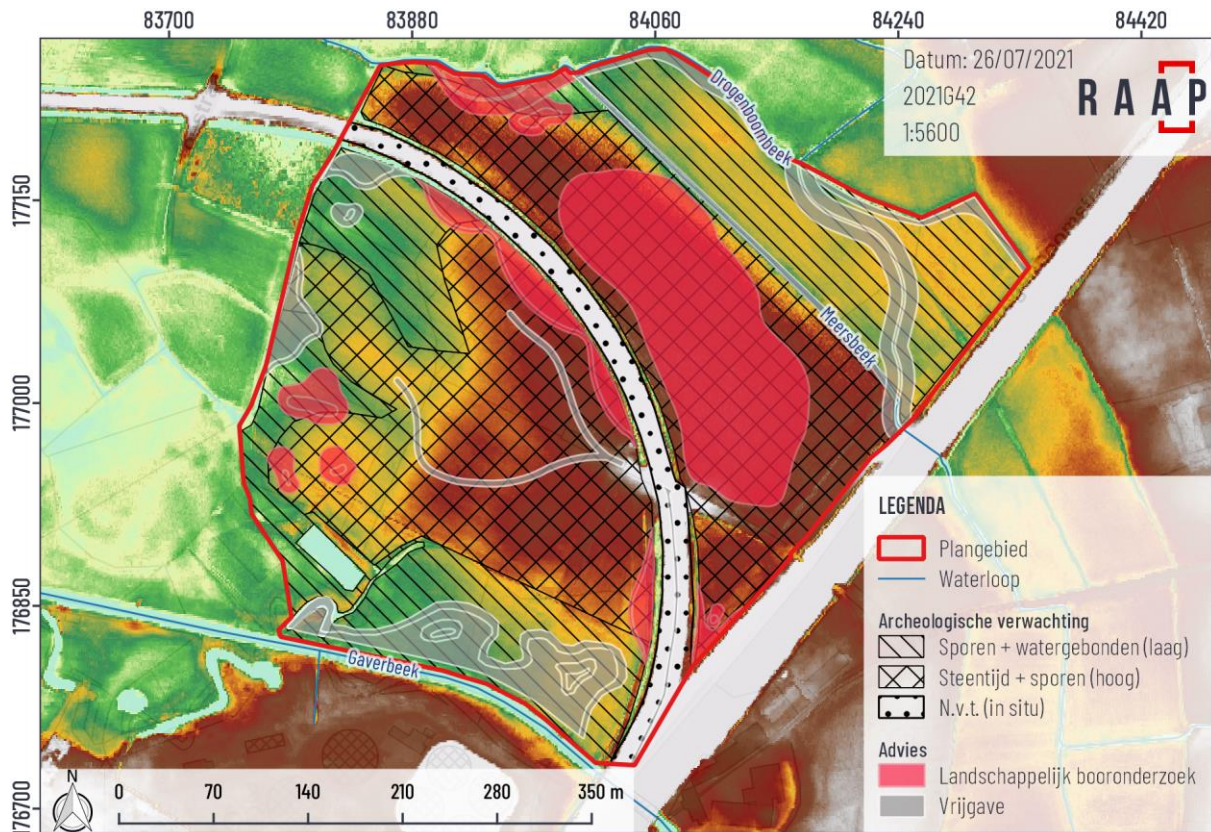 83700 83880 84060 84240 84420
Datum: 26/07/2021
2021G42
1:5600
RAAP
177150
177000
176850
176700
Drogenboombeek
Meersbeek
Gaverbeek
LEGENDA
Plangebied
Waterloop
Archeologische verwachting
Sporen + watergebonden (laag)
Steentijd + sporen (hoog)
N.v.t. (in situ)
Advies
Landschappelijk booronderzoek
Vrijgave
N
0 70 140 210 280 350 m